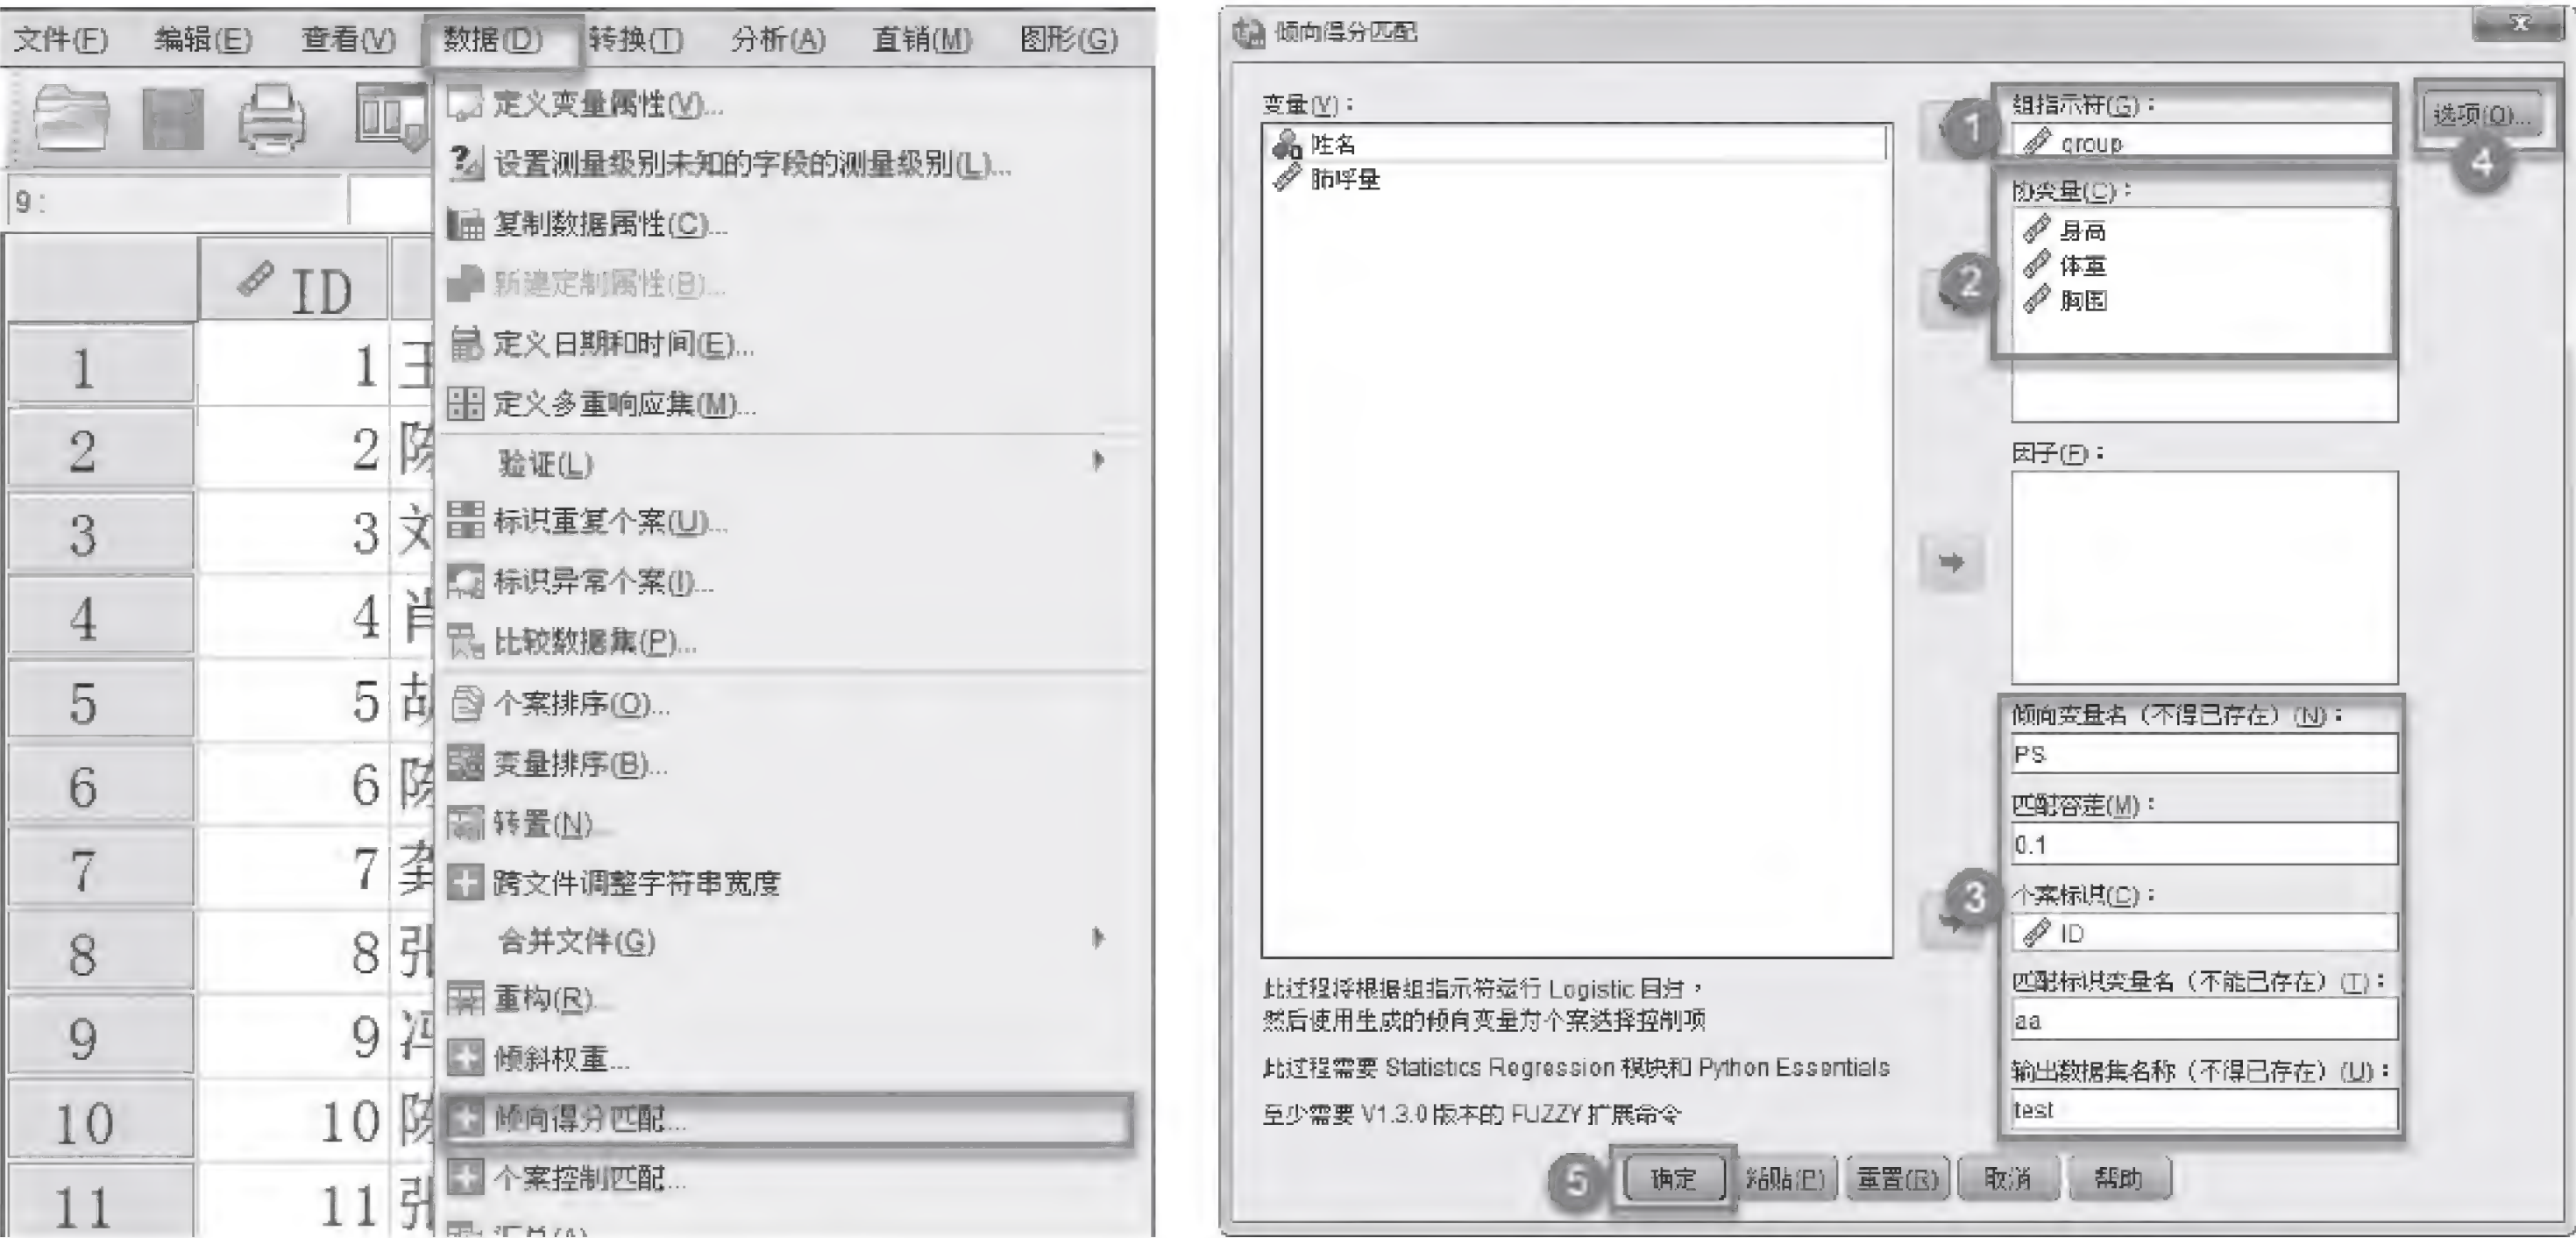 文件(F) 编辑(E) 查看(V) 数据(D) 转换(T) 分析(A) 直销(M) 图形(G)
9:
ID
1 1
2 2
3 3
4 4
5 5
6 6
7 7
8 8
9 9
10 10
11 11
定义变量属性(V)...
设置测量级别未知的字段的测量级别(L)...
复制数据属性(C)...
新建定制属性(B)...
定义日期和时间(E)...
定义多重响应集(M)...
验证(L)
标识重复个案(U)...
标识异常个案(I)...
比较数据集(P)...
个案排序(O)...
变量排序(B)...
转置(N)...
跨文件调整字符串宽度
合并文件(G)
重构(R)...
倾斜权重...
倾向得分匹配...
个案控制匹配...
汇总(A)
倾向得分匹配
变量(V)：
姓名
肺呼量
此过程将根据组指示符运行 Logistic 回归，
然后使用生成的倾向变量为个案选择控制项
此过程需要 Statistics Regression 模块和 Python Essentials
至少需要 V1.3.0 版本的 FUZZY 扩展命令
1
组指示符(G)：
group
选项(O)...
4
2
协变量(C)：
身高
体重
胸围
因子(F)：
3
倾向变量名（不得已存在）(N)：
PS
匹配容差(M)：
0.1
个案标识(C)：
ID
匹配标识变量名（不能已存在）(T)：
aa
输出数据集名称（不得已存在）(U)：
test
5 确定 粘贴(P) 重置(R) 取消 帮助